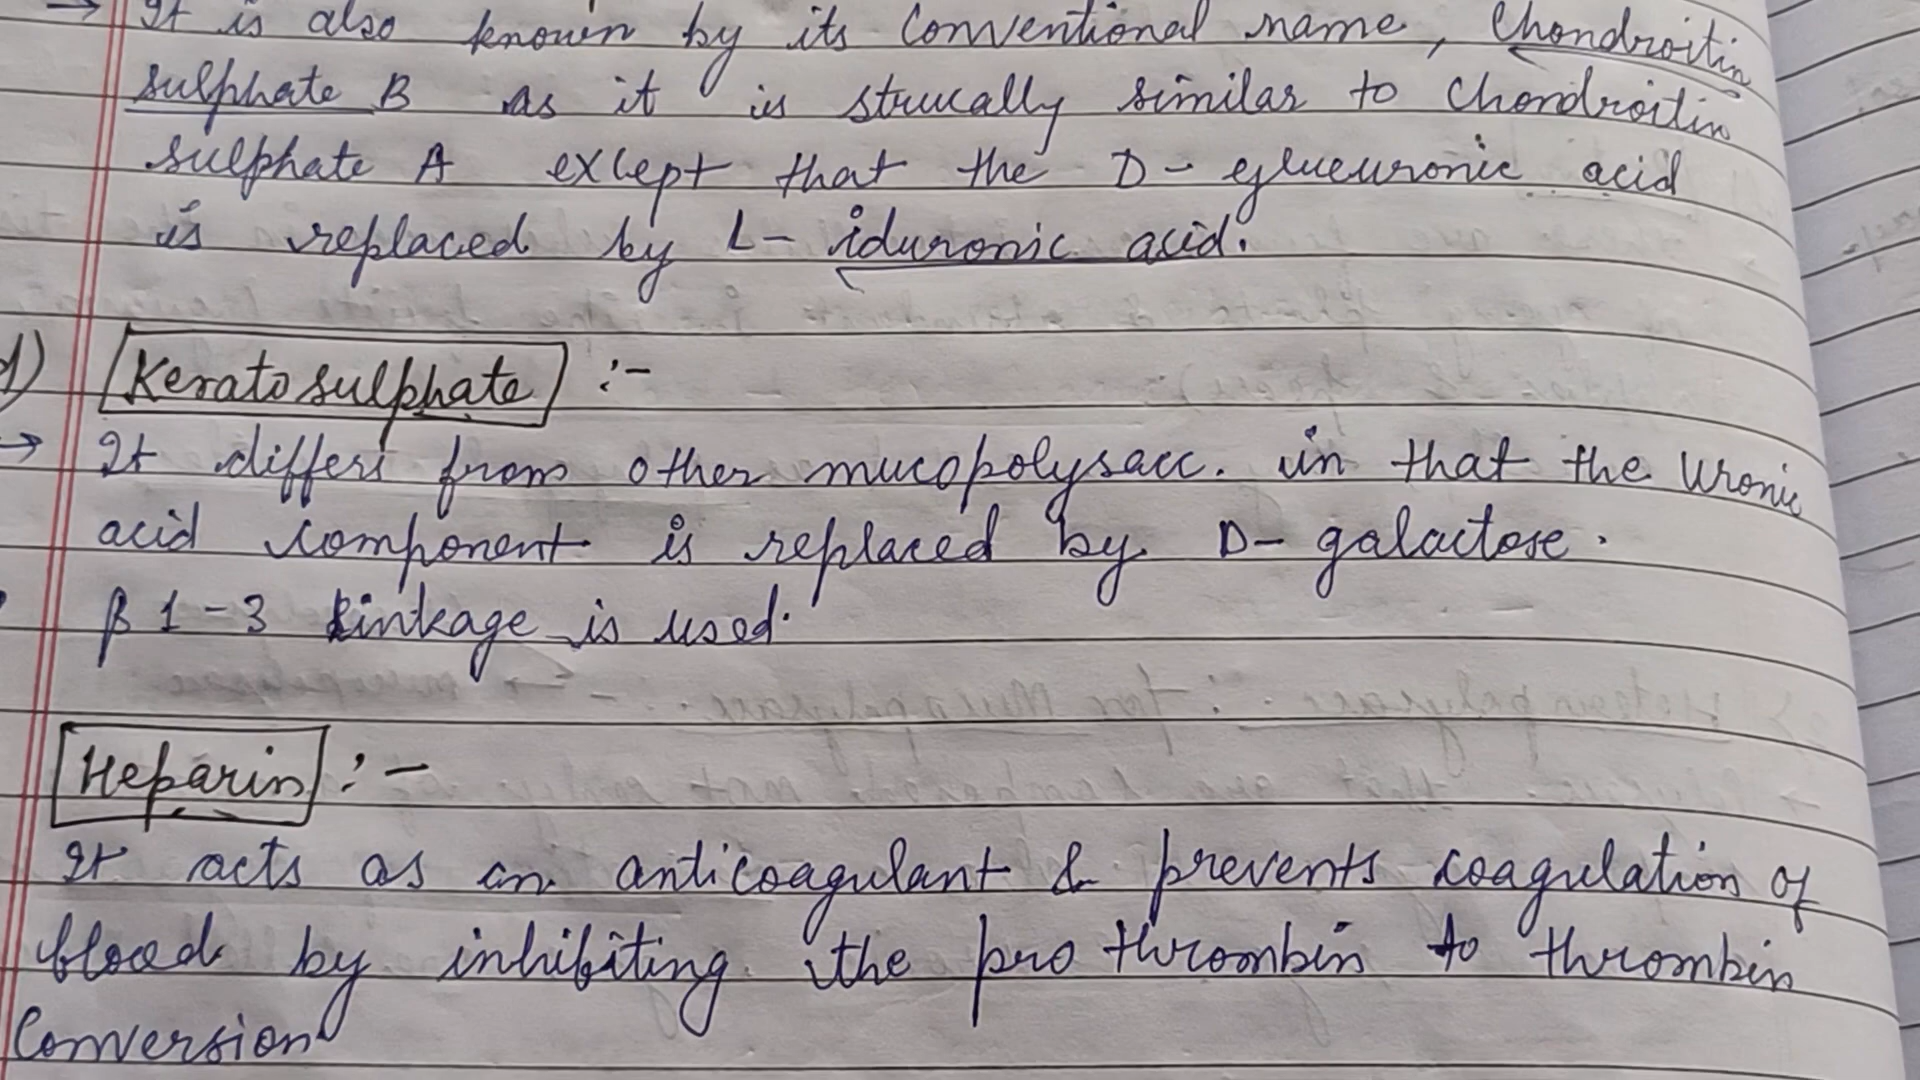 → It is also known by its conventional name, Chondroitin
sulphate B as it is strucally similar to Chondroitin
sulphate A except that the D- glucuronic acid
is replaced by L- iduronic acid.
d) Keratosulphate :-
→ It differs from other mucopolysacc. in that the Uronic
acid component is replaced by D- galactose.
β 1-3 linkage is used.
Heparin :-
It acts as an anticoagulant & prevents coagulation of
blood by inhibiting the pro thrombin to thrombin
Conversion